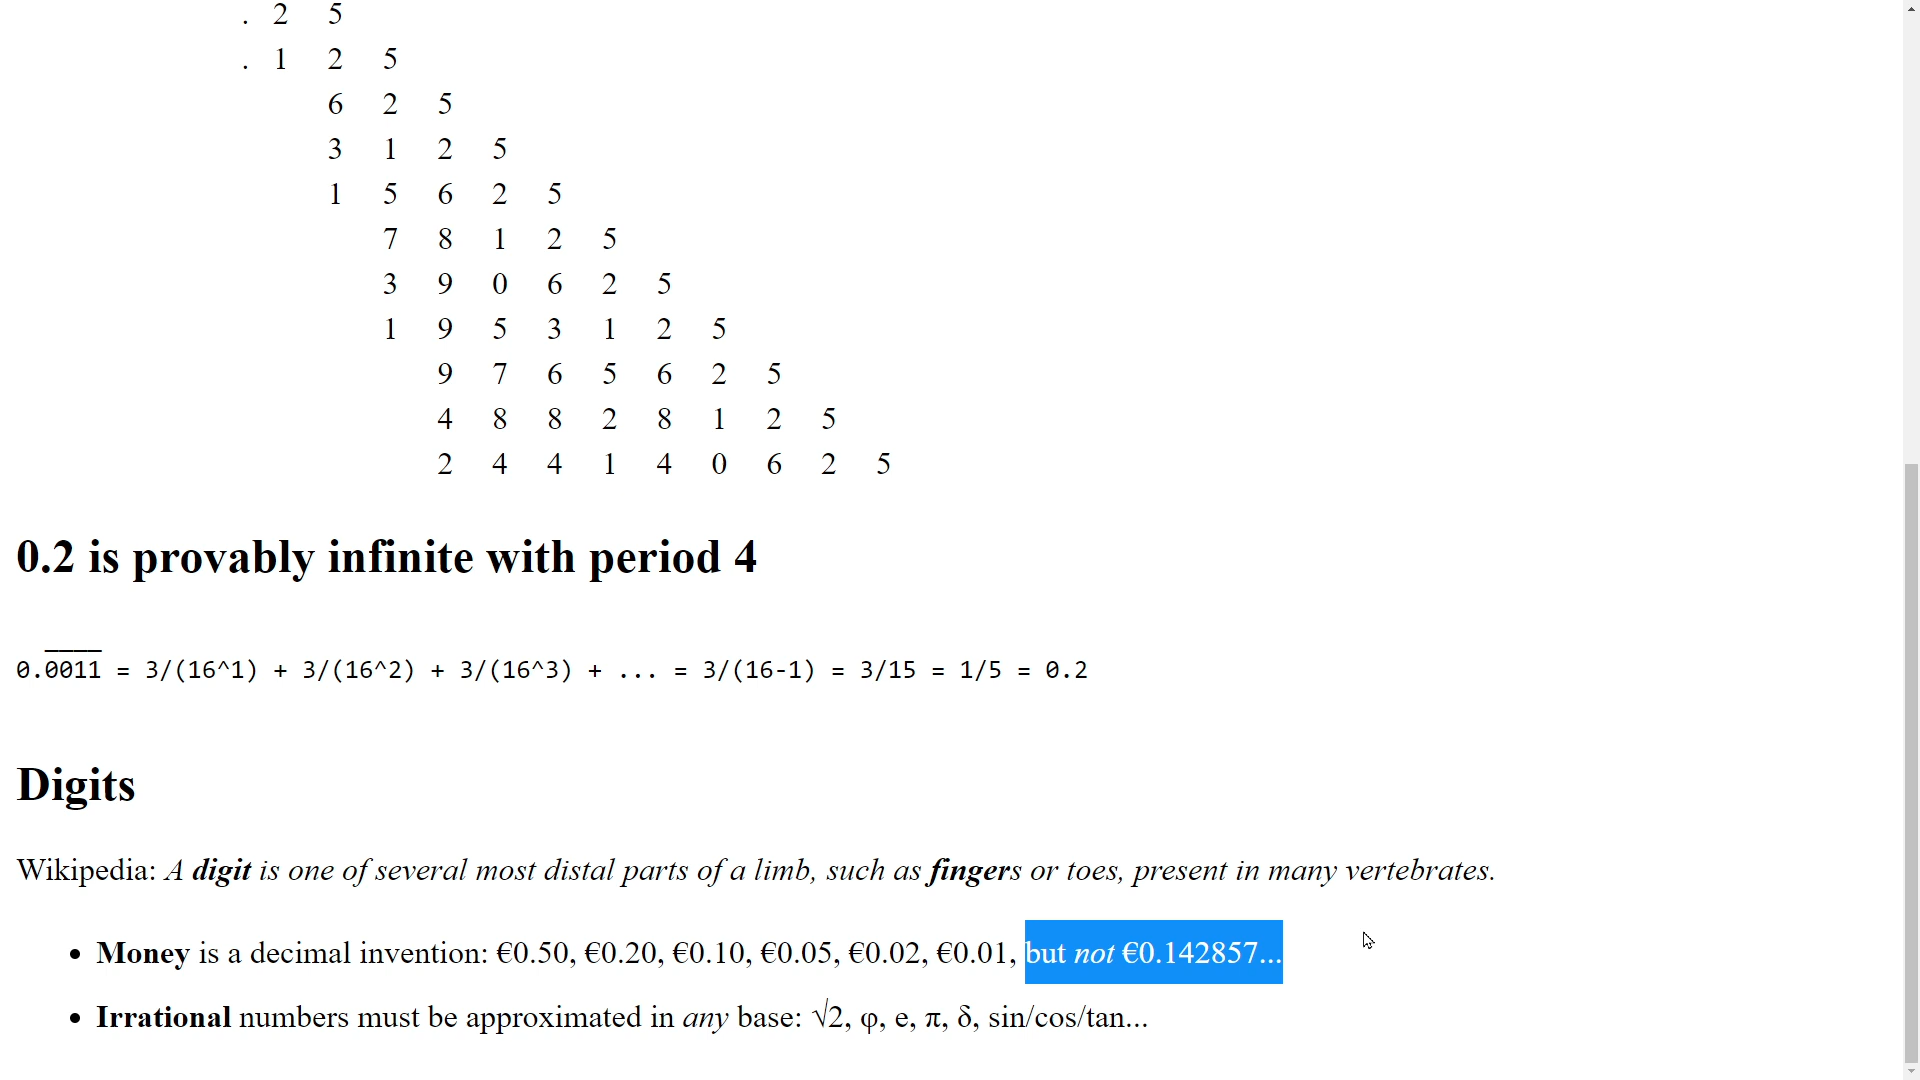 . 2 5
. 1 2 5
6 2 5
3 1 2 5
1 5 6 2 5
7 8 1 2 5
3 9 0 6 2 5
1 9 5 3 1 2 5
9 7 6 5 6 2 5
4 8 8 2 8 1 2 5
2 4 4 1 4 0 6 2 5
0.2 is provably infinite with period 4
____
0.0011 = 3/(16^1) + 3/(16^2) + 3/(16^3) + ... = 3/(16-1) = 3/15 = 1/5 = 0.2
Digits
Wikipedia: A digit is one of several most distal parts of a limb, such as fingers or toes, present in many vertebrates.
• Money is a decimal invention: €0.50, €0.20, €0.10, €0.05, €0.02, €0.01, but not €0.142857...
• Irrational numbers must be approximated in any base: √2, φ, e, π, δ, sin/cos/tan...